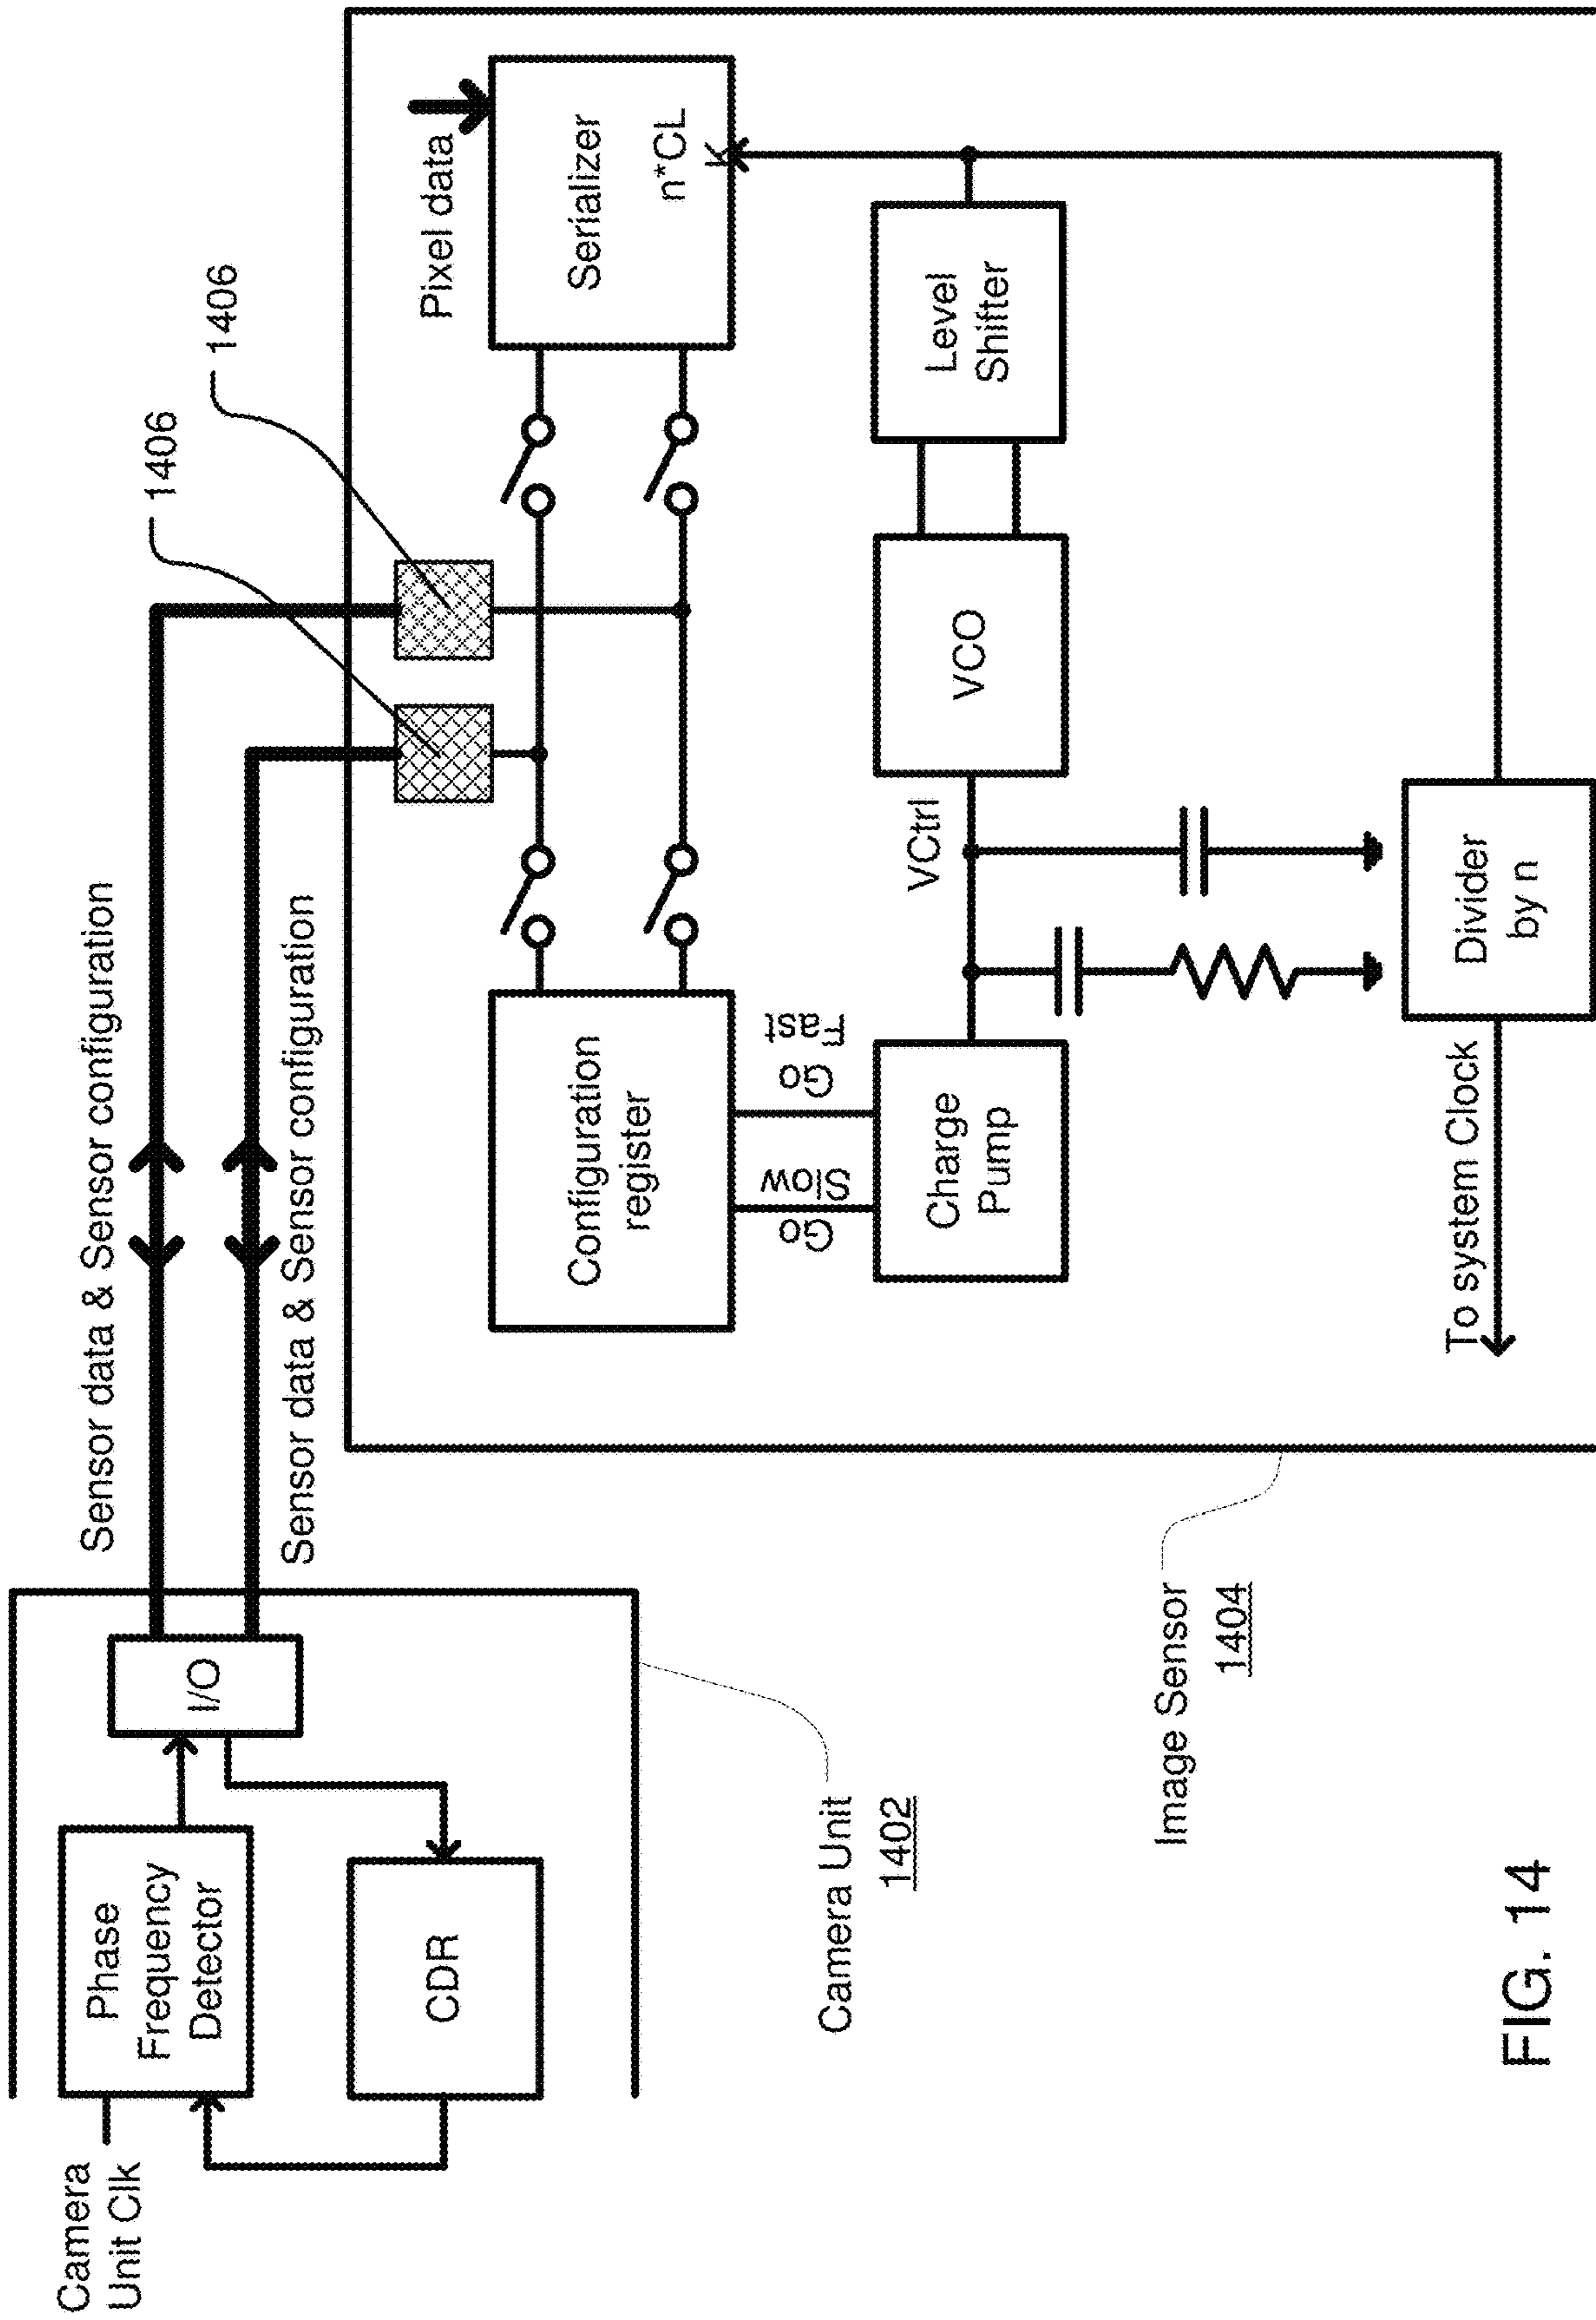 Camera
Unit Clk
Phase
Frequency
Detector
I/O
CDR
Camera Unit
1402
Sensor data & Sensor configuration
Sensor data & Sensor configuration
1406
1406
Pixel data
Serializer
n*CL
K
Configuration
register
Go
Slow
Go
Fast
Charge
Pump
VCtrl
VCO
Level
Shifter
Divider
by n
To system Clock
Image Sensor
1404
FIG. 14